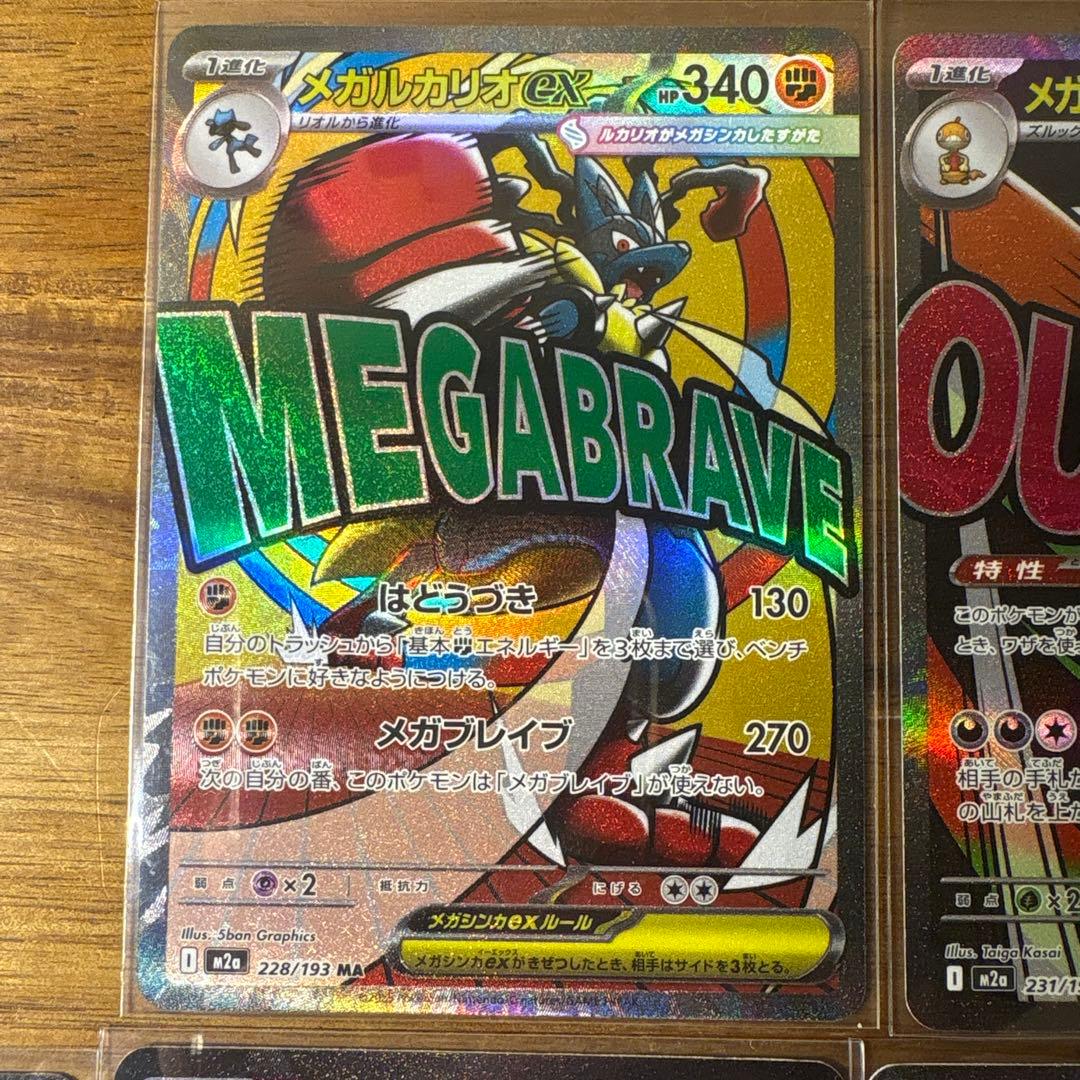 1進化
メガルカリオex
HP340
リオルから進化
ルカリオがメガシンカしたすがた
MEGABRAVE
はどうづき 130
自分のトラッシュから「基本エネルギー」を3枚まで選び、ベンチ
ポケモンに好きなようにつける。
メガブレイブ 270
次の自分の番、このポケモンは「メガブレイブ」が使えない。
弱点 ×2 抵抗力 にげる
メガシンカexルール
メガシンカexがきぜつしたとき、相手はサイドを3枚とる。
Illus. 5ban Graphics
I m2a 228/193 MA
1進化
メガ
ズルッグ
OU
特性
このポケモンが
とき、ワザを使
相手の手札
の山札を上
弱点 ×2
Illus. Taiga Kasai
I m2a 231/19